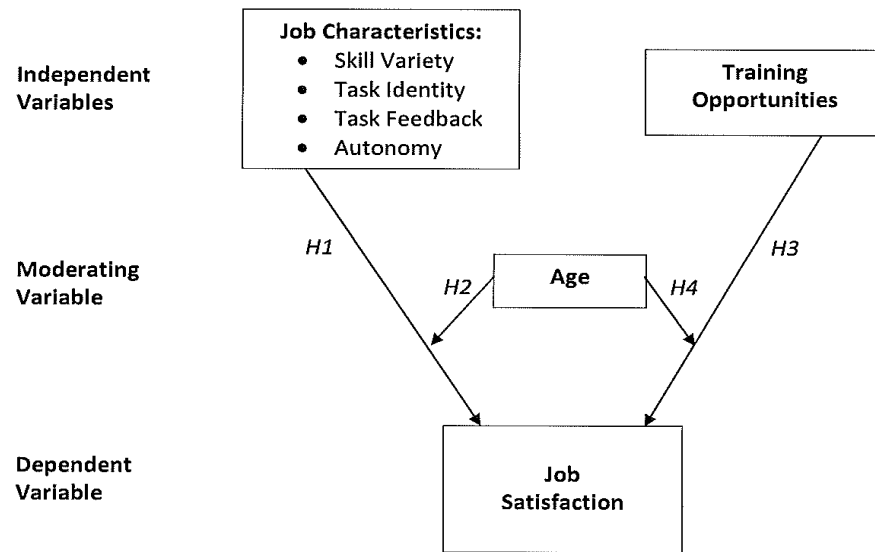 Independent
Variables
Job Characteristics:
• Skill Variety
• Task Identity
• Task Feedback
• Autonomy
Training
Opportunities
H1
H3
Moderating
Variable
H2
Age
H4
Dependent
Variable
Job
Satisfaction